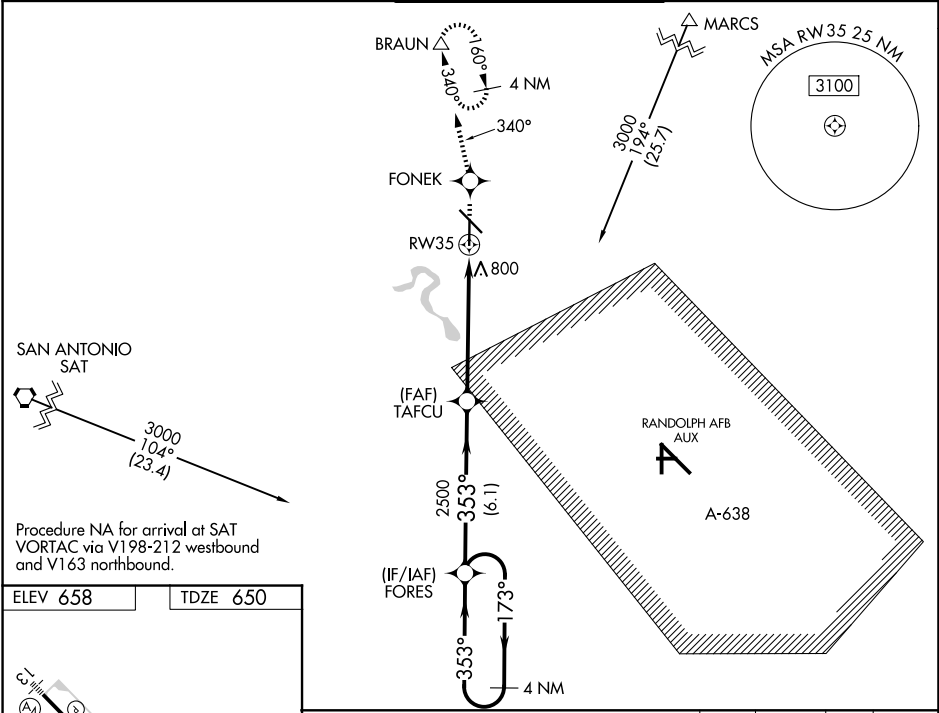 BRAUN
160°
340°
4 NM
340°
MARCS
3000
194°
(25.7)
MSA RW35 25 NM
3100
FONEK
RW35
800
SAN ANTONIO
SAT
3000
104°
(23.4)
(FAF)
TAFCU
2500
353°
(6.1)
RANDOLPH AFB
AUX
A-638
Procedure NA for arrival at SAT
VORTAC via V198-212 westbound
and V163 northbound.
(IF/IAF)
FORES
173°
353°
4 NM
ELEV 658
TDZE 650
13